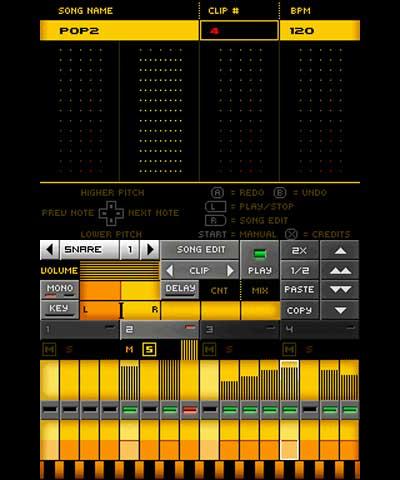 SONG NAME CLIP # BPM
POP2 4 120
HIGHER PITCH A = REDO B = UNDO
L = PLAY/STOP
PREV NOTE NEXT NOTE
R = SONG EDIT
LOWER PITCH START = MANUAL X = CREDITS
SNARE 1 SONG EDIT 2X
VOLUME CLIP PLAY 1/2
MONO DELAY CNT MIX PASTE
KEY L R COPY
1 2 3 4
M S M S M S M S